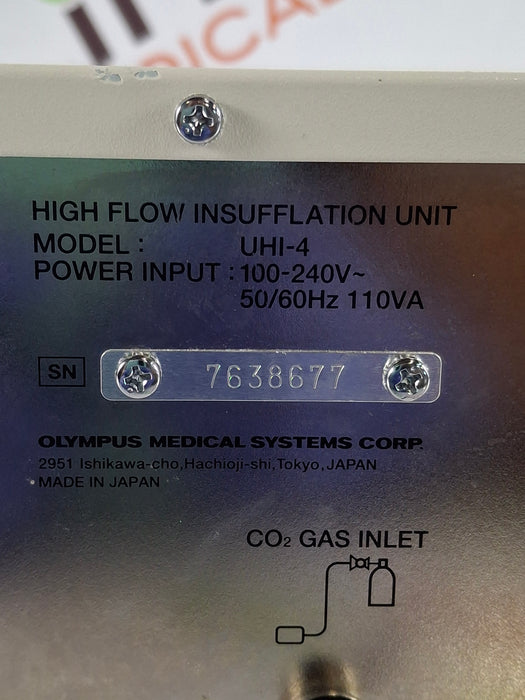 MEDICAL
HIGH FLOW INSUFFLATION UNIT
MODEL : UHI-4
POWER INPUT : 100-240V~
50/60Hz 110VA
SN 7638677
OLYMPUS MEDICAL SYSTEMS CORP.
2951 Ishikawa-cho,Hachioji-shi,Tokyo,JAPAN
MADE IN JAPAN
CO₂ GAS INLET